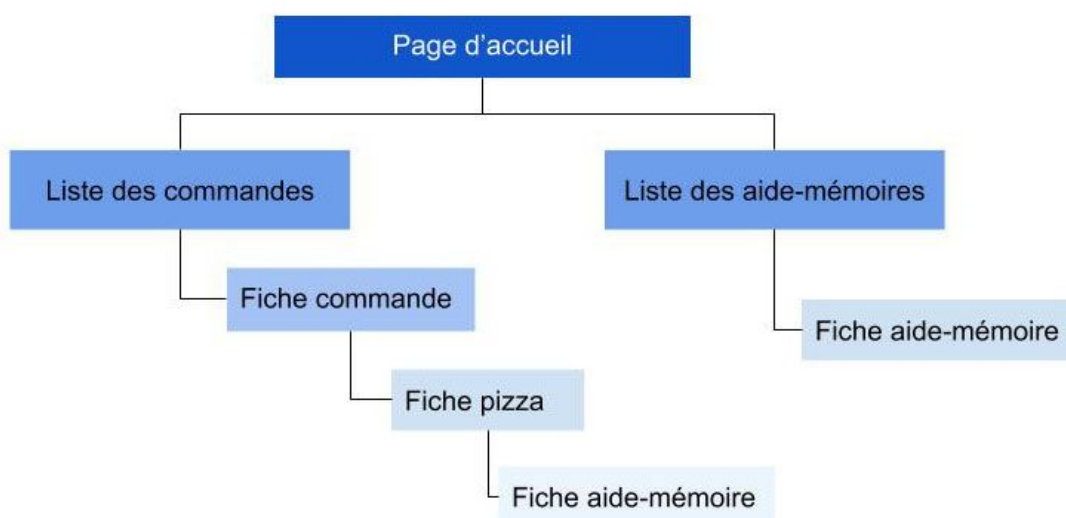 Page d’accueil
Liste des commandes
Liste des aide-mémoires
Fiche commande
Fiche aide-mémoire
Fiche pizza
Fiche aide-mémoire